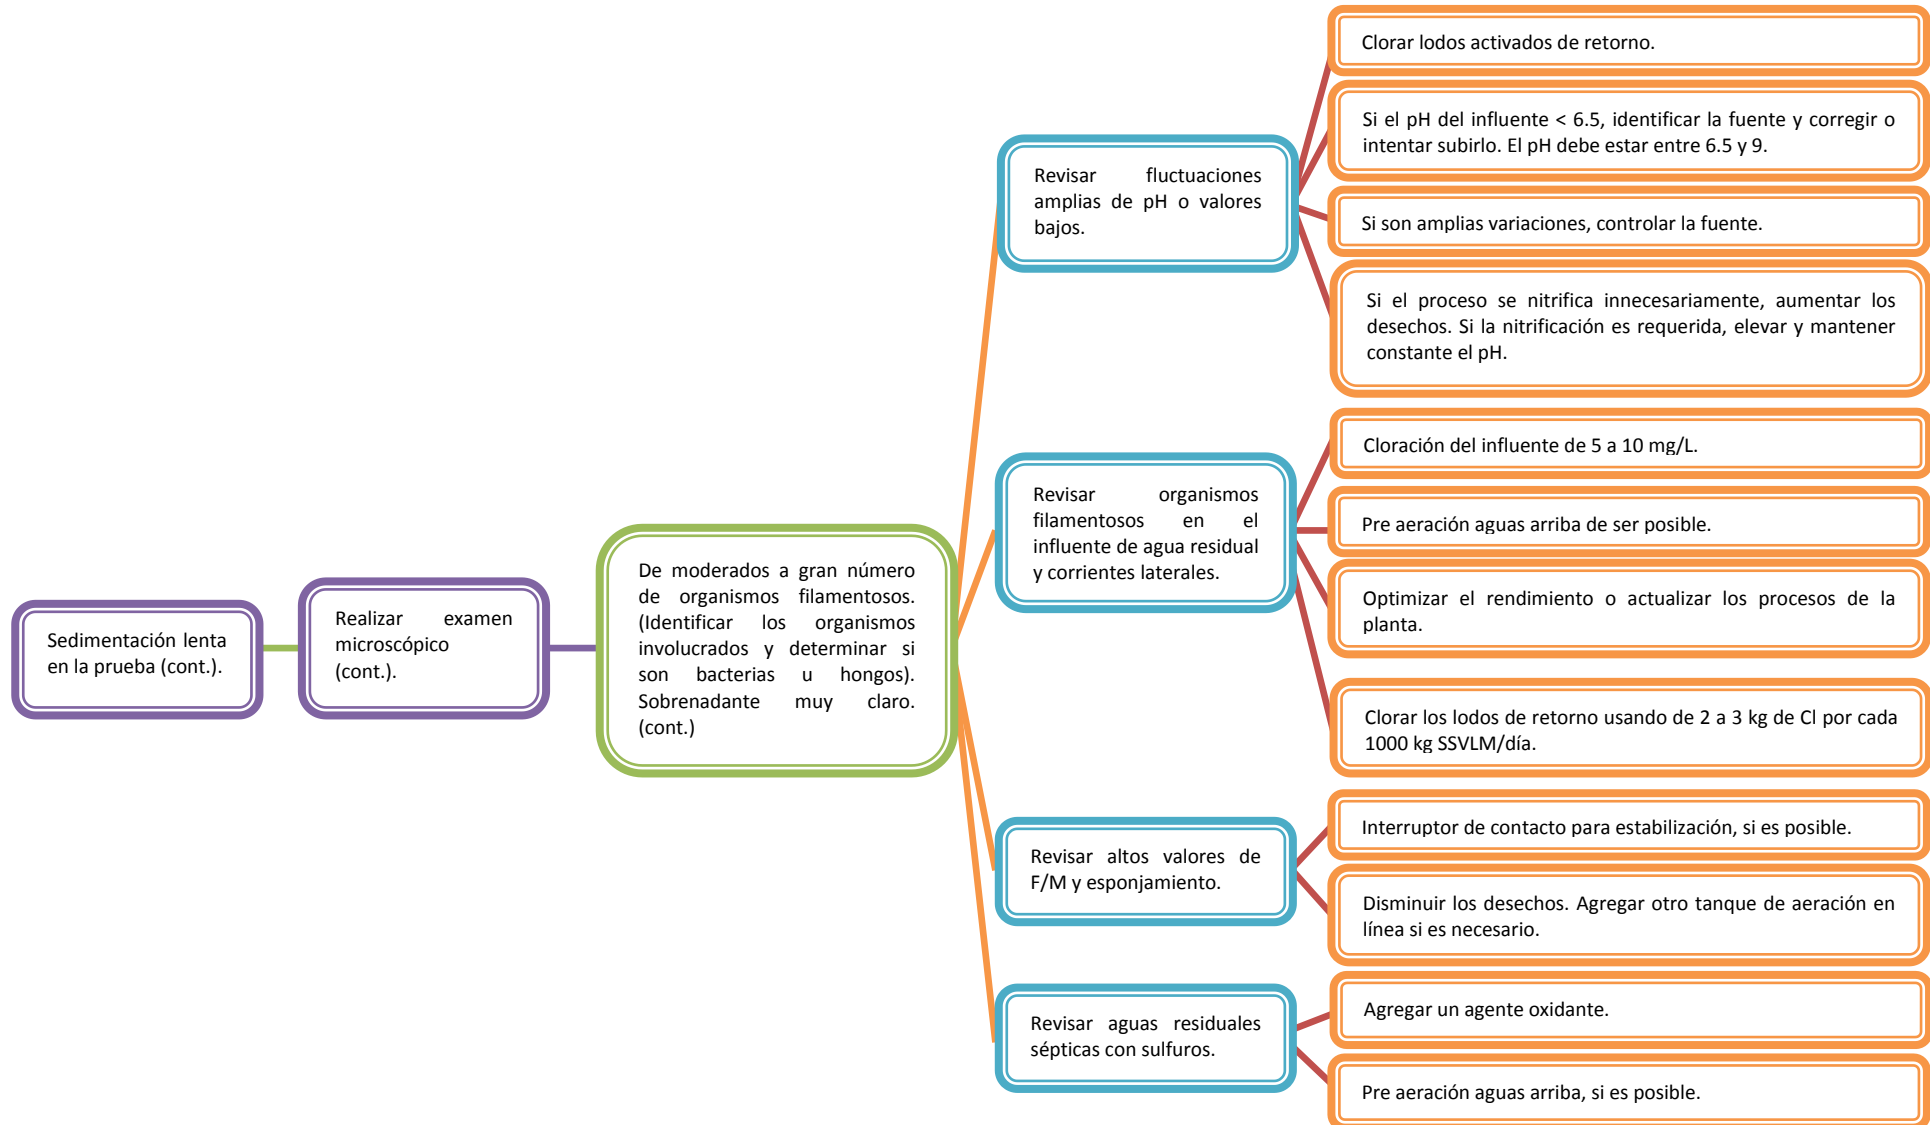 Sedimentación lenta
en la prueba (cont.).
Realizar examen
microscópico
(cont.).
De moderados a gran número
de organismos filamentosos.
(Identificar los organismos
involucrados y determinar si
son bacterias u hongos).
Sobrenadante muy claro.
(cont.)
Revisar fluctuaciones
amplias de pH o valores
bajos.
Clorar lodos activados de retorno.
Si el pH del influente < 6.5, identificar la fuente y corregir o
intentar subirlo. El pH debe estar entre 6.5 y 9.
Si son amplias variaciones, controlar la fuente.
Si el proceso se nitrifica innecesariamente, aumentar los
desechos. Si la nitrificación es requerida, elevar y mantener
constante el pH.
Revisar organismos
filamentosos en el
influente de agua residual
y corrientes laterales.
Cloración del influente de 5 a 10 mg/L.
Pre aeración aguas arriba de ser posible.
Optimizar el rendimiento o actualizar los procesos de la
planta.
Clorar los lodos de retorno usando de 2 a 3 kg de Cl por cada
1000 kg SSVLM/día.
Revisar altos valores de
F/M y esponjamiento.
Interruptor de contacto para estabilización, si es posible.
Disminuir los desechos. Agregar otro tanque de aeración en
línea si es necesario.
Revisar aguas residuales
sépticas con sulfuros.
Agregar un agente oxidante.
Pre aeración aguas arriba, si es posible.